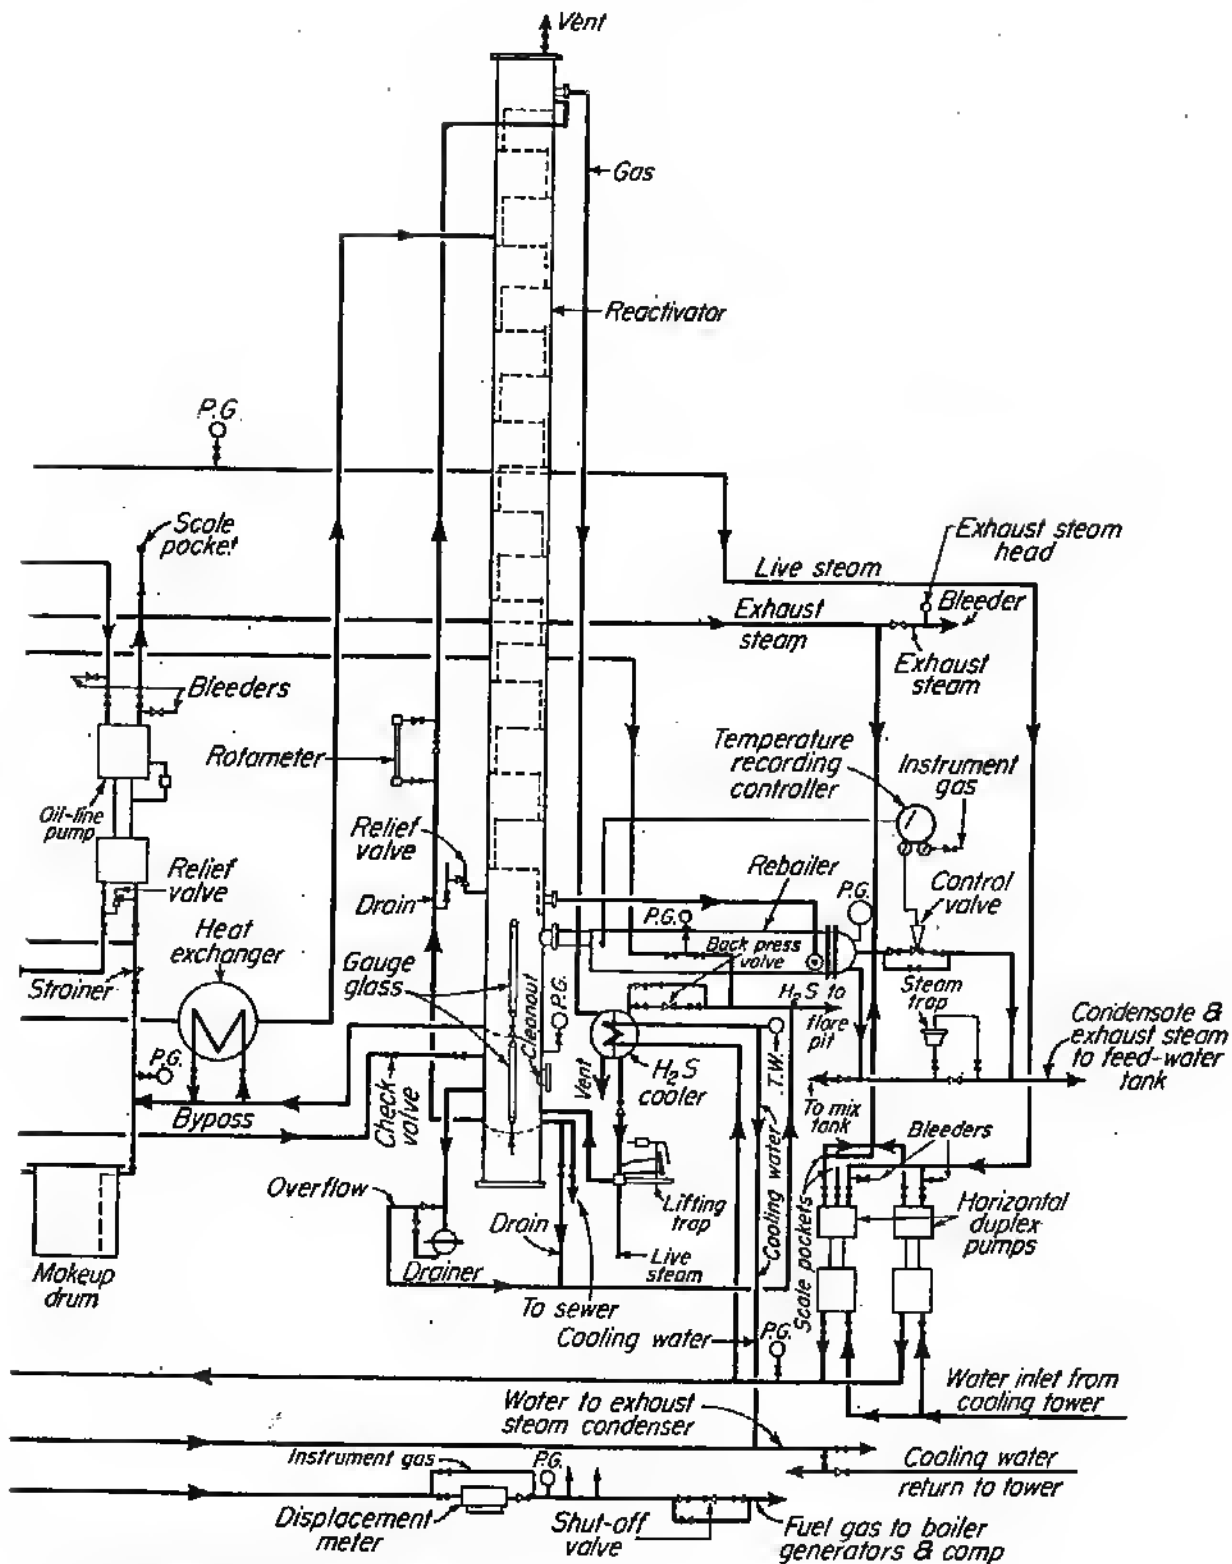 Vent
Gas
Reactivator
P.G.
Scale
pocket
Exhaust steam
head
Live steam
Bleeder
Exhaust
steam
Exhaust
steam
Bleeders
Temperature
recording
controller
Instrument
gas
Rotameter
Oil-line
pump
Relief
valve
Relief
valve
Rebailer
P.G.
Control
valve
Drain
P.G.
Heat
exchanger
Back press
valve
Gauge
glass
Strainer
Cleanout
P.G.
Steam
trap
H₂S to
flare
pit
Condensate &
exhaust steam
to feed-water
tank
P.G.
Vent
H₂S
cooler
T.W.
Bypass
Check
valve
To mix
tank
Bleeders
Cooling water
Scale pockets
Overflow
Lifting
trap
Horizontal
duplex
pumps
Drain
Live
steam
Makeup
drum
Drainer
To sewer
Cooling water
P.G.
Water inlet from
cooling tower
Water to exhaust
steam condenser
Instrument gas
P.G.
Cooling water
return to tower
Displacement
meter
Shut-off
valve
Fuel gas to boiler
generators & comp